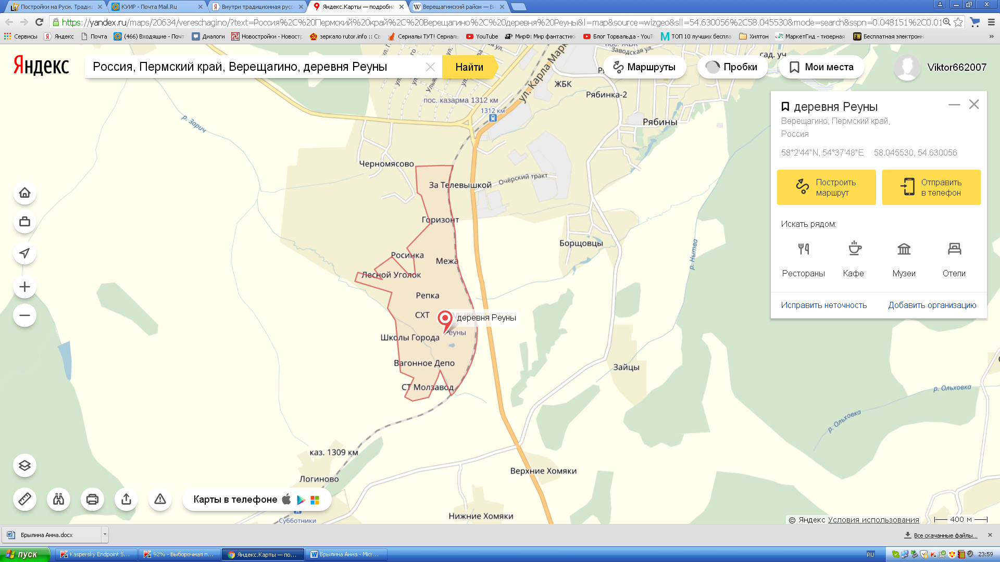 Постройки на Руси. Традиц
КУИР - Почта Mail.Ru
Внутри традиционная русс
Яндекс.Карты — подробна
Верещагинский район — Ви
https://yandex.ru/maps/20634/vereschagino/?text=Россия%2C%20Пермский%20край%2C%20Верещагино%2C%20деревня%20Реуны&l=map&source=wizgeo&sll=54.630056%2C58.045530&mode=search&sspn=0.048151%2C0.01
Сервисы
Яндекс
Почта
(466) Входящие - Почт
Диалоги
Новостройки - Новостр
зеркало rutor.info :: Св
Сериалы ТУТ! Сериаль
YouTube
МирФ: Мир фантастик
Блог Торвальда - YouT
ТОП 10 лучших беспла
Хилтон
МаркетГид - тизерная
Бесплатная электронн
»
Яндекс
Россия, Пермский край, Верещагино, деревня Реуны
Найти
Маршруты
Пробки
Мои места
Viktor662007
пос. ЖБК
Заводская ул.
сад. уч
ул. Карла Маркса
ЖБК
Рябинка-2
пос. казарма 1312 км
1312 км
Рябины
р. Зарич
Черномясово
За Телевышкой
Очёрский тракт
Горизонт
Борщовцы
Росинка
Межа
р. Нытва
Лесной Уголок
Репка
СХТ
деревня Реуны
Реуны
Школы Города
Вагонное Депо
Зайцы
СТ Молзавод
р. Ольховка
р. Ольховка
каз. 1309 км
Логиново
Верхние Хомяки
Нижние Хомяки
Субботники
деревня Реуны
Верещагино, Пермский край,
Россия
58°2'44"N, 54°37'48"E 58.045530, 54.630056
Построить
маршрут
Отправить
в телефон
Искать рядом:
Рестораны
Кафе
Музеи
Отели
Исправить неточность
Добавить организацию
Карты в телефоне
© Яндекс Условия использования
400 м
Брылина Анна.docx
Все скачанные файлы...
пуск
Kaspersky Endpoint S...
92% - Выборочная п...
Яндекс.Карты — по...
Брылина Анна - Micr...
RU
23:59